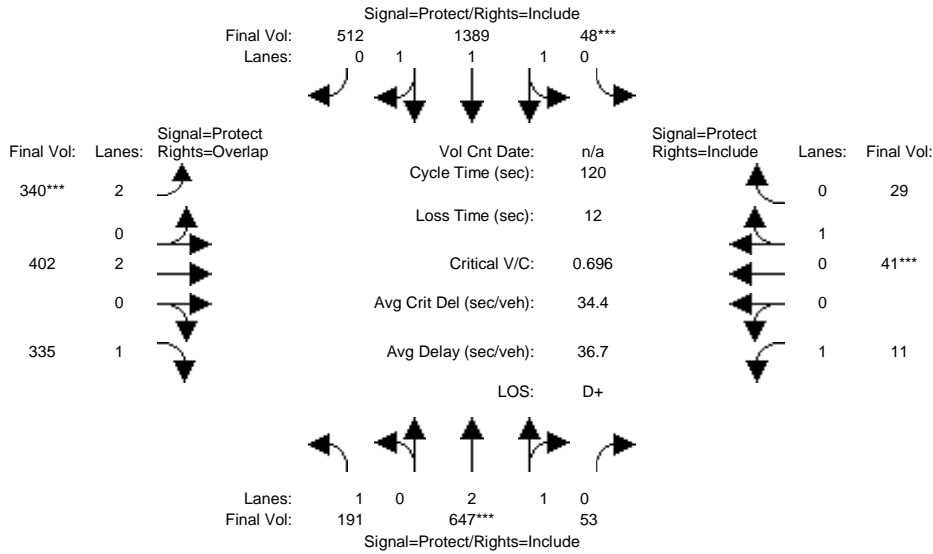 Signal=Protect/Rights=Include
Final Vol: 512 1389 48***
Lanes: 0 1 1 1 0
Signal=Protect Signal=Protect
Final Vol: Lanes: Rights=Overlap Vol Cnt Date: n/a Rights=Include Lanes: Final Vol:
Cycle Time (sec): 120
340*** 2 0 29
Loss Time (sec): 12
0 1
402 2 Critical V/C: 0.696 0 41***
0 Avg Crit Del (sec/veh): 34.4 0
335 1 Avg Delay (sec/veh): 36.7 1 11
LOS: D+
Lanes: 1 0 2 1 0
Final Vol: 191 647*** 53
Signal=Protect/Rights=Include